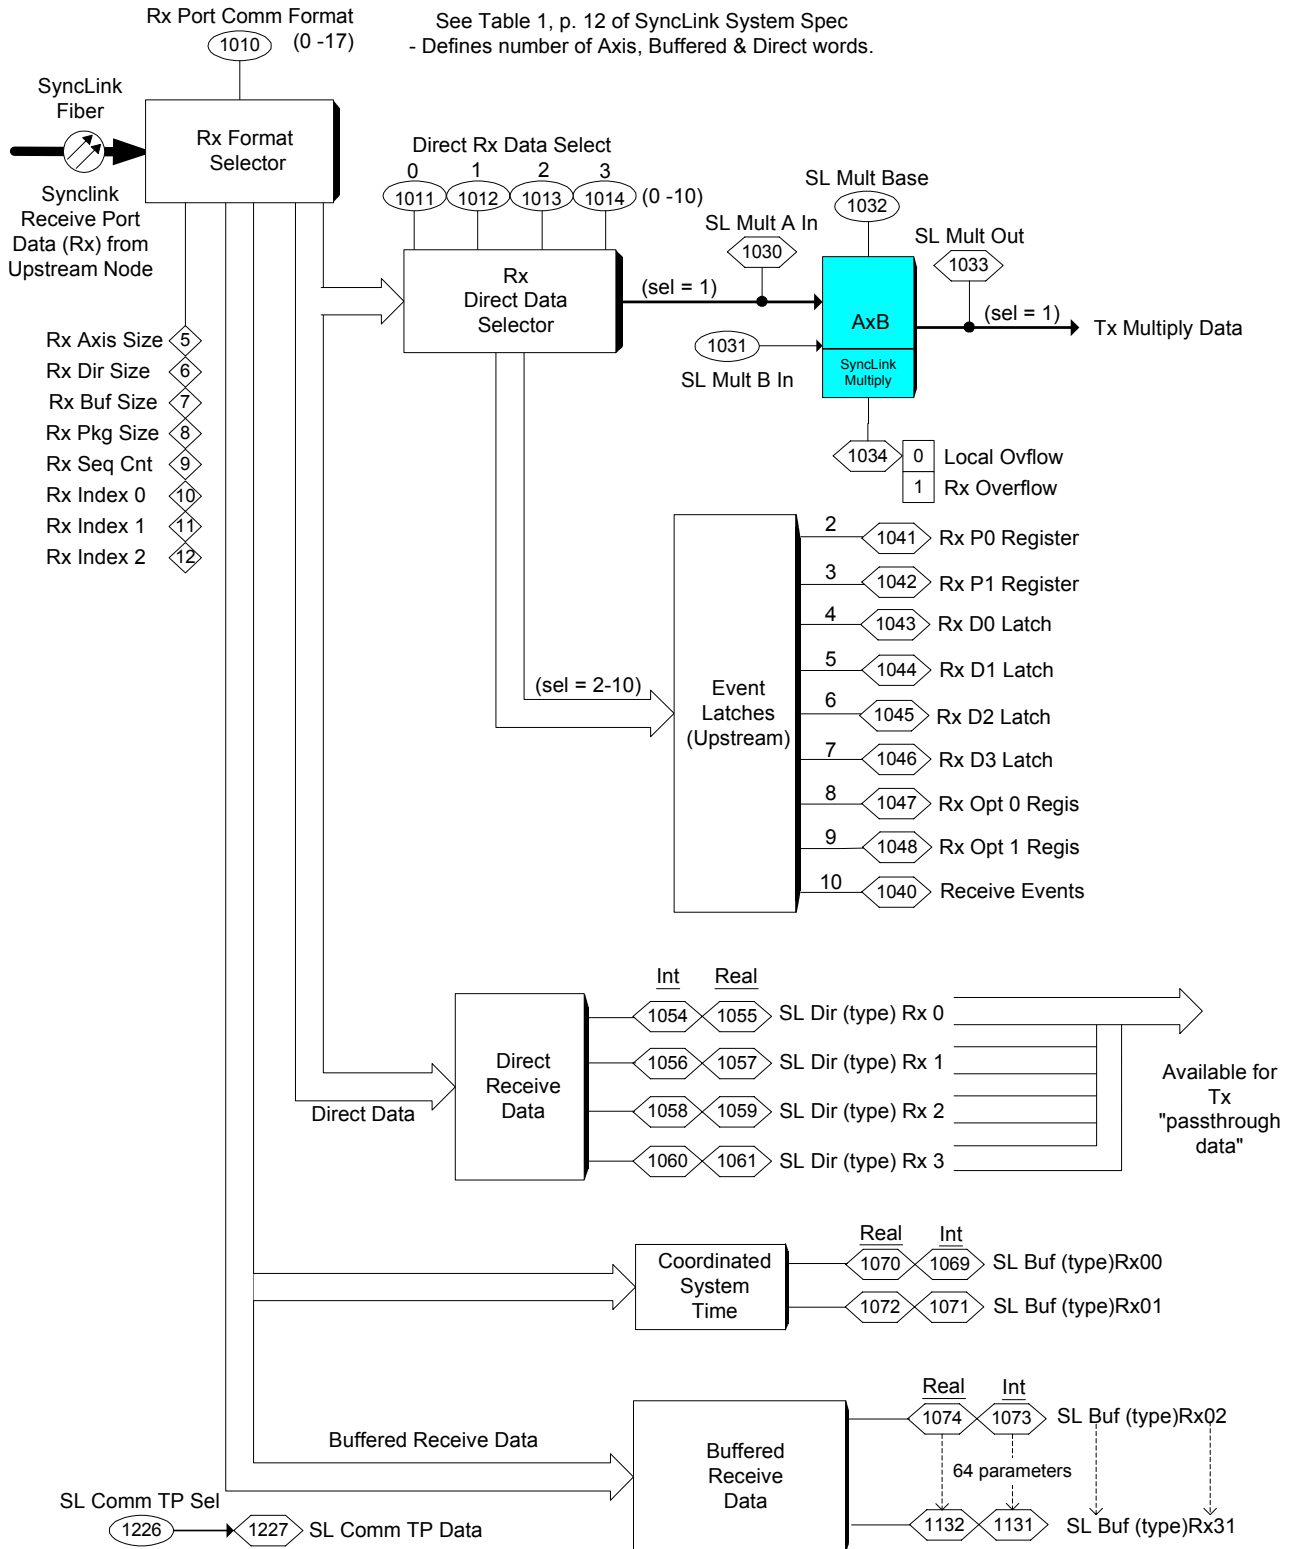 Rx Port Comm Format
1010
(0 -17)
See Table 1, p. 12 of SyncLink System Spec
- Defines number of Axis, Buffered & Direct words.
SyncLink
Fiber
Rx Format
Selector
Synclink
Receive Port
Data (Rx) from
Upstream Node
Direct Rx Data Select
0 1 2 3
1011 1012 1013 1014 (0 -10)
Rx
Direct Data
Selector
(sel = 1)
SL Mult A In
1030
SL Mult Base
1032
SL Mult Out
1033
AxB
SyncLink
Multiply
(sel = 1)
Tx Multiply Data
1031
SL Mult B In
1034
0 Local Ovflow
1 Rx Overflow
Rx Axis Size 5
Rx Dir Size 6
Rx Buf Size 7
Rx Pkg Size 8
Rx Seq Cnt 9
Rx Index 0 10
Rx Index 1 11
Rx Index 2 12
(sel = 2-10)
Event
Latches
(Upstream)
2 1041 Rx P0 Register
3 1042 Rx P1 Register
4 1043 Rx D0 Latch
5 1044 Rx D1 Latch
6 1045 Rx D2 Latch
7 1046 Rx D3 Latch
8 1047 Rx Opt 0 Regis
9 1048 Rx Opt 1 Regis
10 1040 Receive Events
Direct Data
Direct
Receive
Data
Int Real
1054 1055 SL Dir (type) Rx 0
1056 1057 SL Dir (type) Rx 1
1058 1059 SL Dir (type) Rx 2
1060 1061 SL Dir (type) Rx 3
Available for
Tx
"passthrough
data"
Coordinated
System
Time
Real Int
1070 1069 SL Buf (type)Rx00
1072 1071 SL Buf (type)Rx01
Buffered Receive Data
Buffered
Receive
Data
Real Int
1074 1073 SL Buf (type)Rx02
64 parameters
1132 1131 SL Buf (type)Rx31
SL Comm TP Sel
1226 1227 SL Comm TP Data